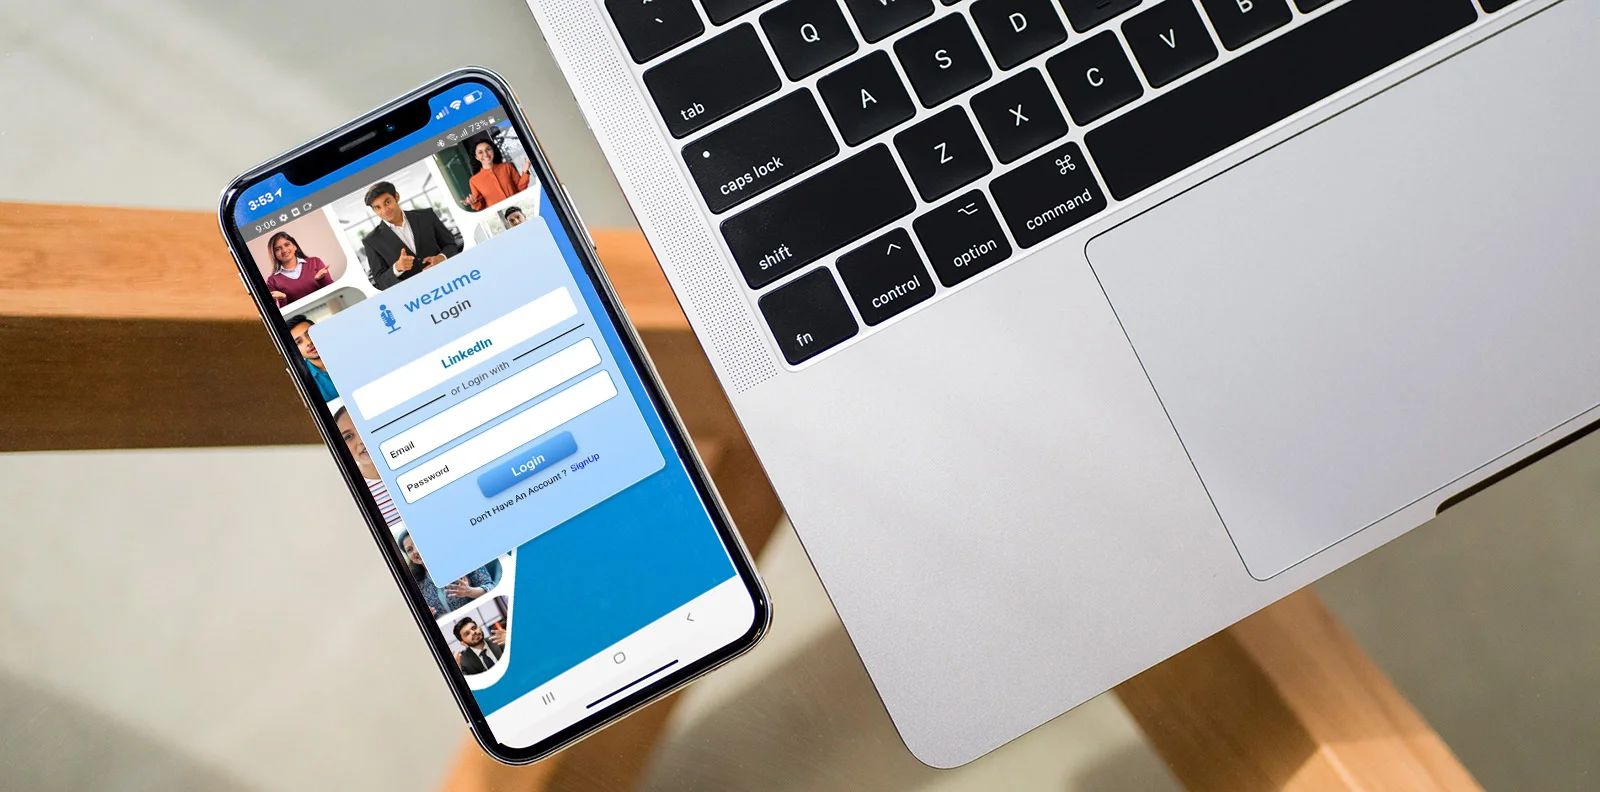 3:53
9:06
73%
wezume
Login
LinkedIn
or Login with
Email
Password
Login
Don't Have An Account ? SignUp
Q
tab
A S D
caps lock
Z X C V B
shift
fn
control
option
command